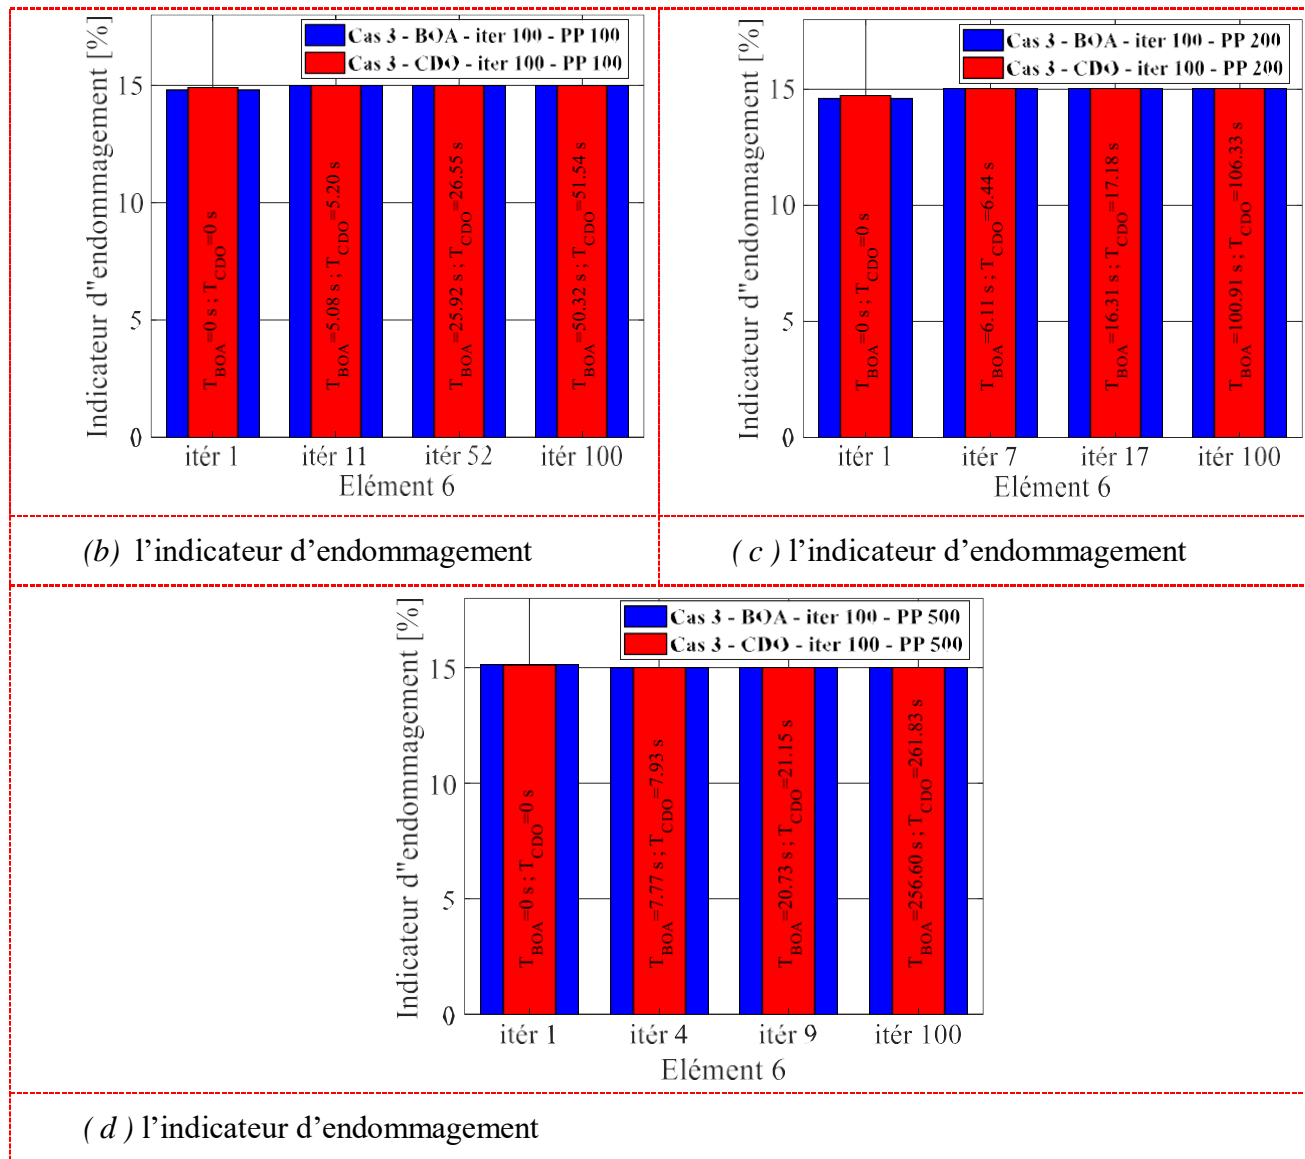 Cas 3 - BOA - iter 100 - PP 100
Cas 3 - CDO - iter 100 - PP 100
Indicateur d"endommagement [%]
15
10
5
0
T_BOA=0 s ; T_CDO=0 s
T_BOA=5.08 s ; T_CDO=5.20 s
T_BOA=25.92 s ; T_CDO=26.55 s
T_BOA=50.32 s ; T_CDO=51.54 s
itér 1
itér 11
itér 52
itér 100
Elément 6
Cas 3 - BOA - iter 100 - PP 200
Cas 3 - CDO - iter 100 - PP 200
Indicateur d"endommagement [%]
15
10
5
0
T_BOA=0 s ; T_CDO=0 s
T_BOA=6.11 s ; T_CDO=6.44 s
T_BOA=16.31 s ; T_CDO=17.18 s
T_BOA=100.91 s ; T_CDO=106.33 s
itér 1
itér 7
itér 17
itér 100
Elément 6
(b) l’indicateur d’endommagement
( c ) l’indicateur d’endommagement
Cas 3 - BOA - iter 100 - PP 500
Cas 3 - CDO - iter 100 - PP 500
Indicateur d"endommagement [%]
15
10
5
0
T_BOA=0 s ; T_CDO=0 s
T_BOA=7.77 s ; T_CDO=7.93 s
T_BOA=20.73 s ; T_CDO=21.15 s
T_BOA=256.60 s ; T_CDO=261.83 s
itér 1
itér 4
itér 9
itér 100
Elément 6
( d ) l’indicateur d’endommagement